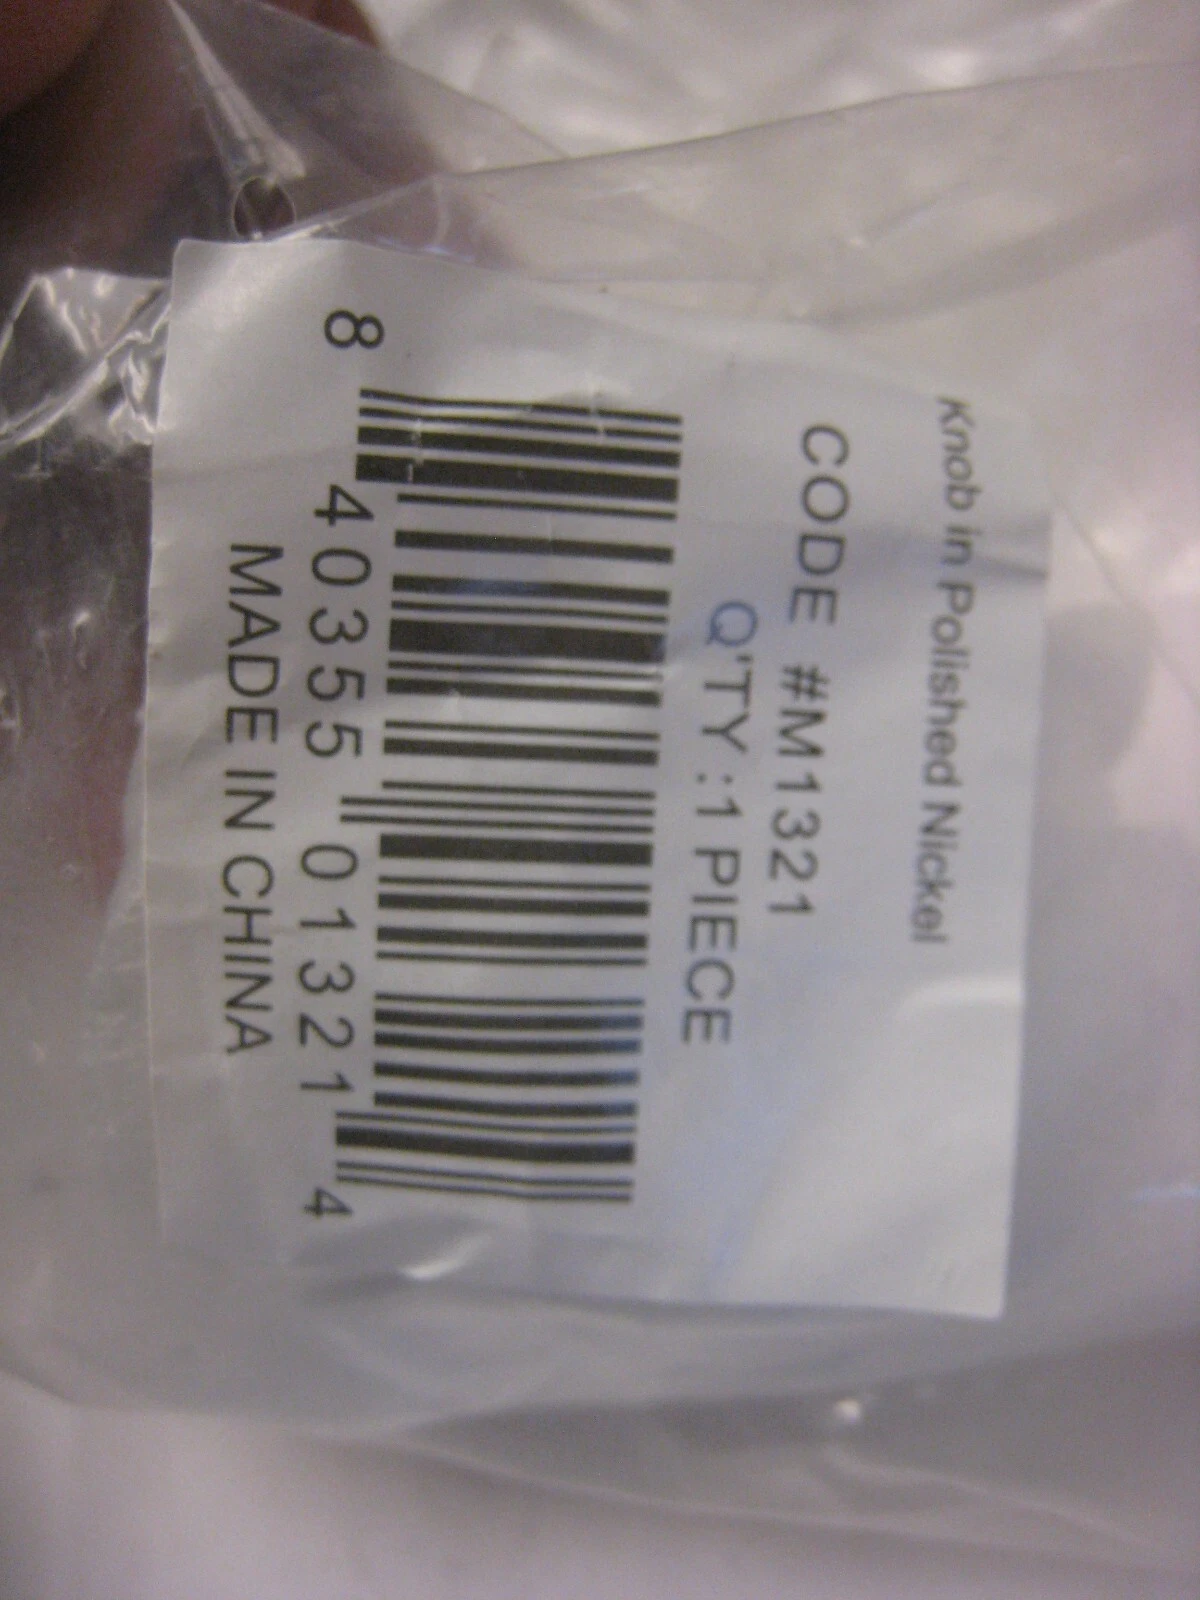 Knob in Polished Nickel
CODE #M1321
Q'TY:1 PIECE
8 40355 01321 4
MADE IN CHINA